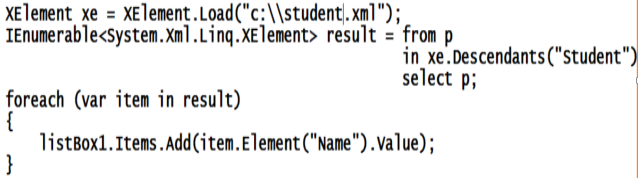 XElement xe = XElement.Load("c:\\student.xml");
IEnumerable<System.Xml.Linq.XElement> result = from p
in xe.Descendants("Student")
select p;
foreach (var item in result)
{
listBox1.Items.Add(item.Element("Name").Value);
}